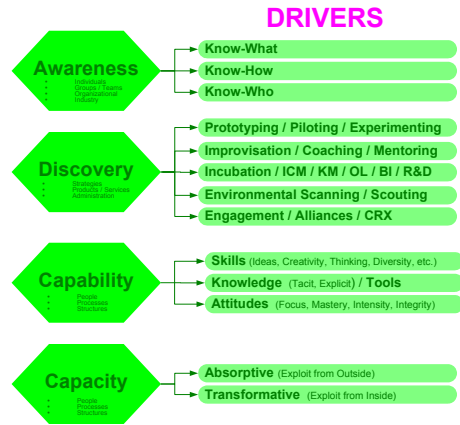 DRIVERS
Awareness
• Individuals
• Groups / Teams
• Organizational
• Industry
Know-What
Know-How
Know-Who
Discovery
• Strategies
• Products / Services
• Administration
Prototyping / Piloting / Experimenting
Improvisation / Coaching / Mentoring
Incubation / ICM / KM / OL / BI / R&D
Environmental Scanning / Scouting
Engagement / Alliances / CRX
Capability
• People
• Processes
• Structures
Skills (Ideas, Creativity, Thinking, Diversity, etc.)
Knowledge (Tacit, Explicit) / Tools
Attitudes (Focus, Mastery, Intensity, Integrity)
Capacity
• People
• Processes
• Structures
Absorptive (Exploit from Outside)
Transformative (Exploit from Inside)